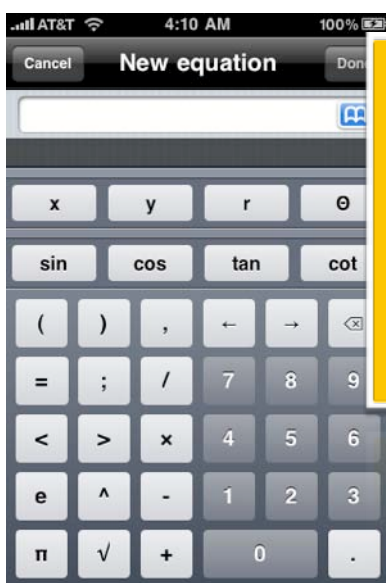 AT&T 4:10 AM 100%
Cancel New equation Don
x y r Θ
sin cos tan cot
( ) , ← →
= ; / 7 8 9
< > × 4 5 6
e ^ - 1 2 3
π √ + 0 .